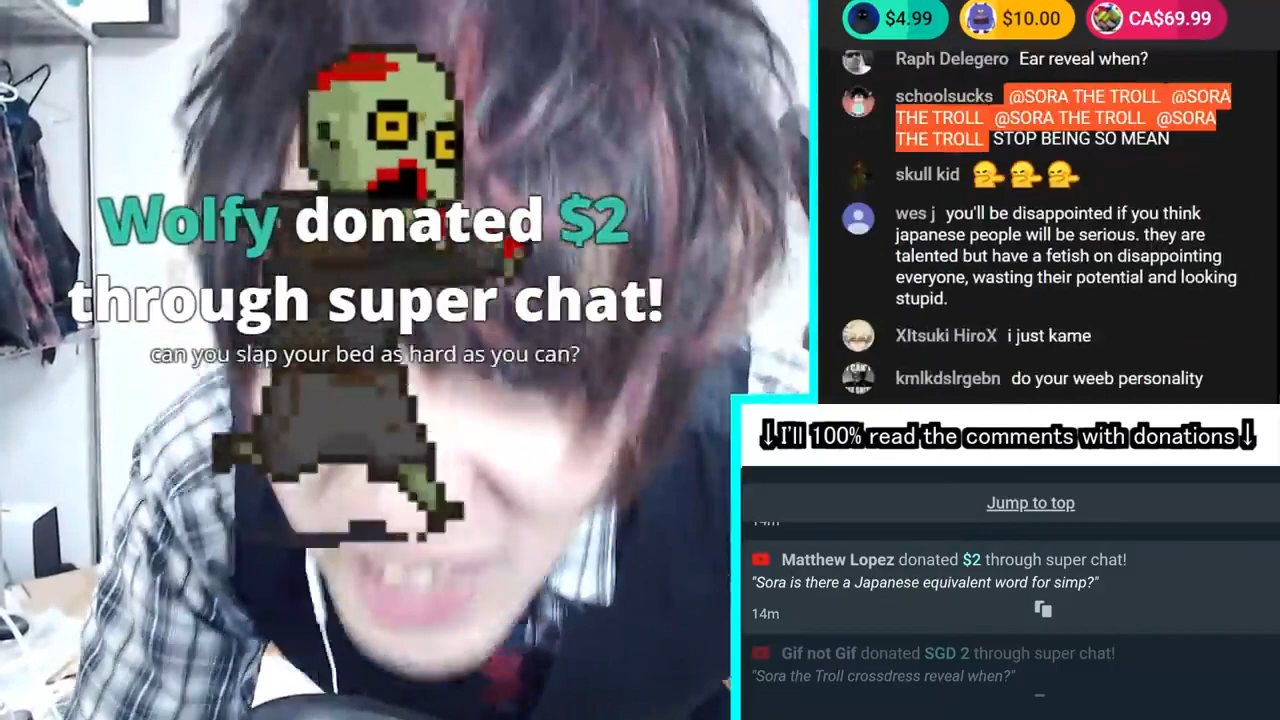 Wolfy donated $2
through super chat!
can you slap your bed as hard as you can?
$4.99 $10.00 CA$69.99
Raph Delegero Ear reveal when?
schoolsucks @SORA THE TROLL @SORA
THE TROLL @SORA THE TROLL @SORA
THE TROLL STOP BEING SO MEAN
skull kid
wes j you'll be disappointed if you think
japanese people will be serious. they are
talented but have a fetish on disappointing
everyone, wasting their potential and looking
stupid.
XItsuki HiroX i just kame
kmlkdslrgebn do your weeb personality
↓I'll 100% read the comments with donations↓
Jump to top
14m
Matthew Lopez donated $2 through super chat!
"Sora is there a Japanese equivalent word for simp?"
14m
Gif not Gif donated SGD 2 through super chat!
"Sora the Troll crossdress reveal when?"